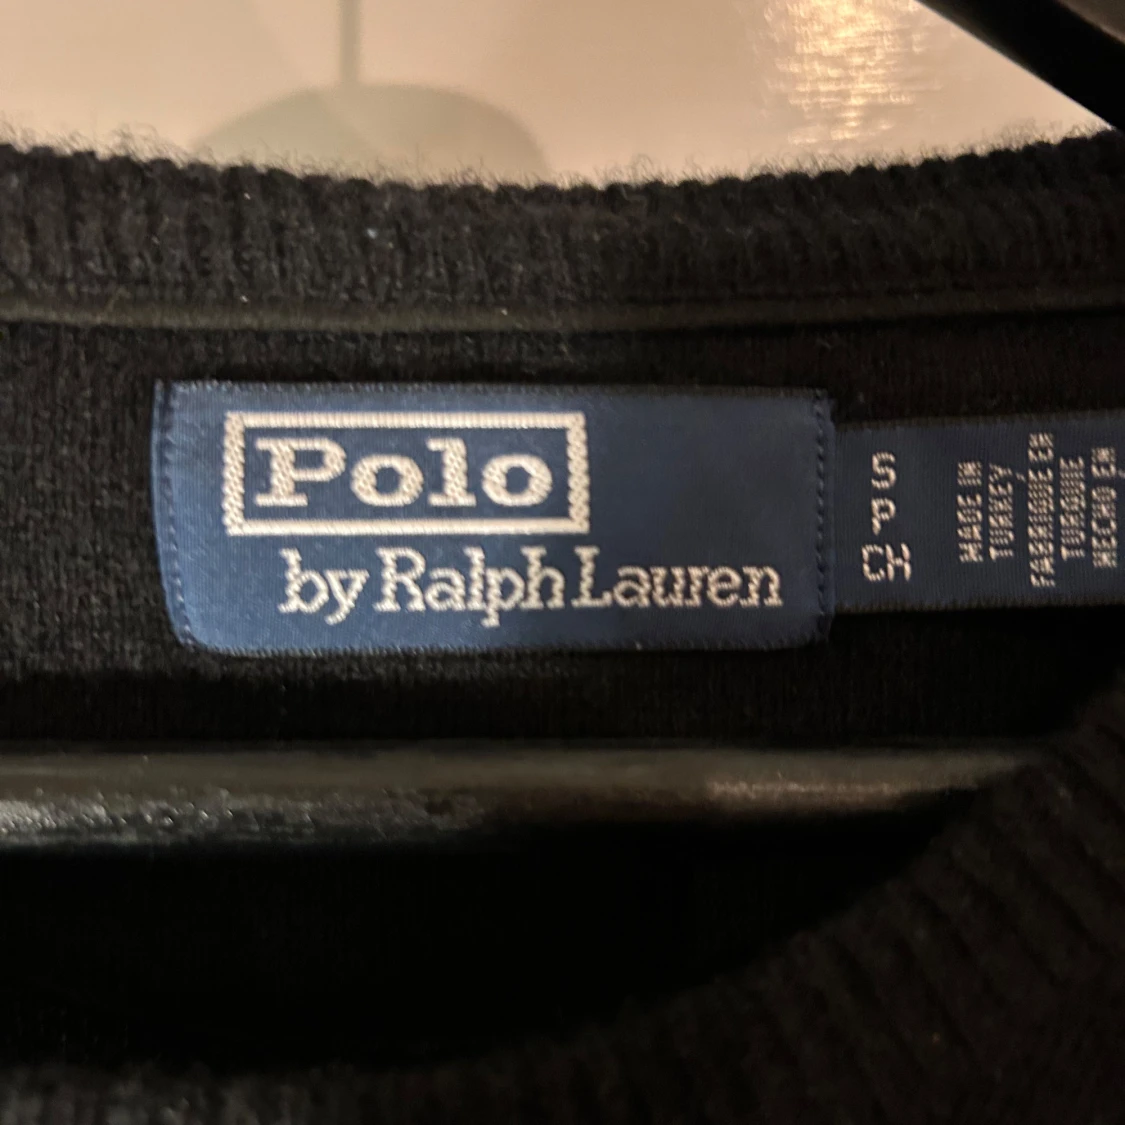 Polo
by Ralph Lauren
S
P
CH
MADE IN
TURKEY
FABRIQUE EN
TURQUIE
HECHO EN